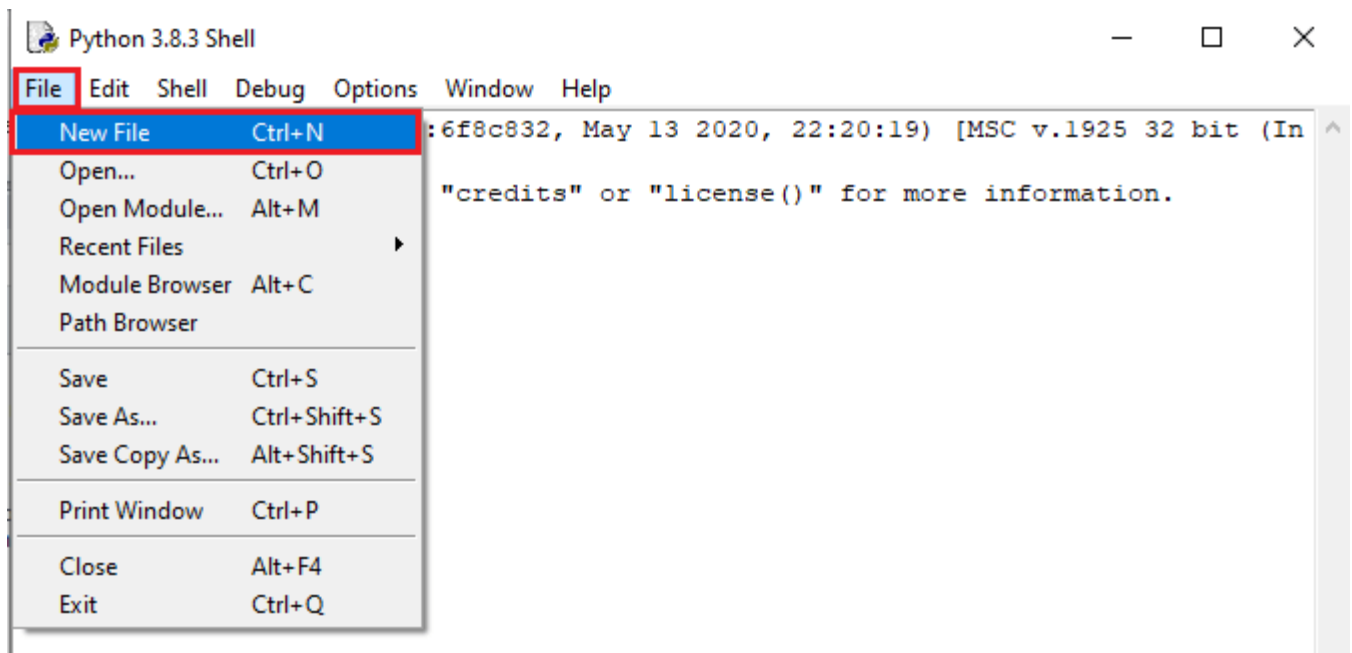 Python 3.8.3 Shell
File Edit Shell Debug Options Window Help
New File Ctrl+N
:6f8c832, May 13 2020, 22:20:19) [MSC v.1925 32 bit (In
Open... Ctrl+O
"credits" or "license()" for more information.
Open Module... Alt+M
Recent Files
Module Browser Alt+C
Path Browser
Save Ctrl+S
Save As... Ctrl+Shift+S
Save Copy As... Alt+Shift+S
Print Window Ctrl+P
Close Alt+F4
Exit Ctrl+Q